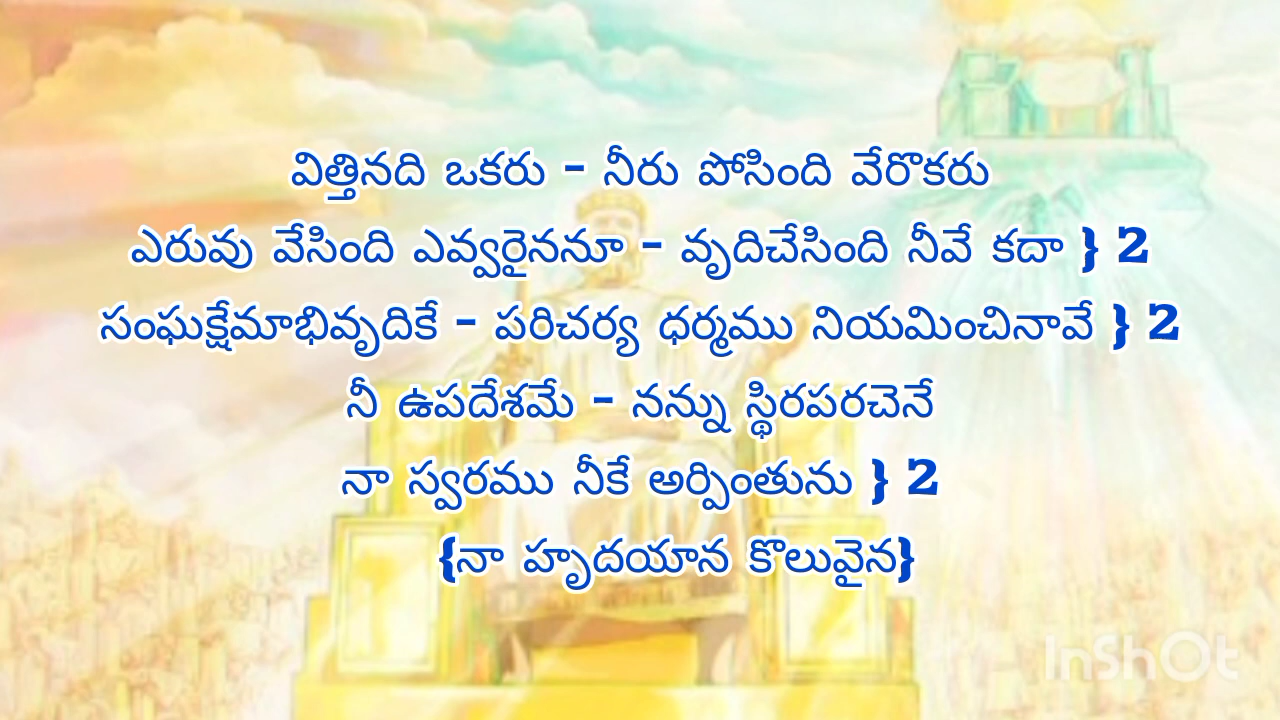 విత్తినది ఒకరు - నీరు పోసింది వేరొకరు
ఎరువు వేసింది ఎవ్వరైననూ - వృదిచేసింది నీవే కదా } 2
సంఘక్షేమాభివృదికే - పరిచర్య ధర్మము నియమించినావే } 2
నీ ఉపదేశమే - నన్ను స్థిరపరచెనే
నా స్వరము నీకే అర్పింతును } 2
{నా హృదయాన కొలువైన}
InShOt